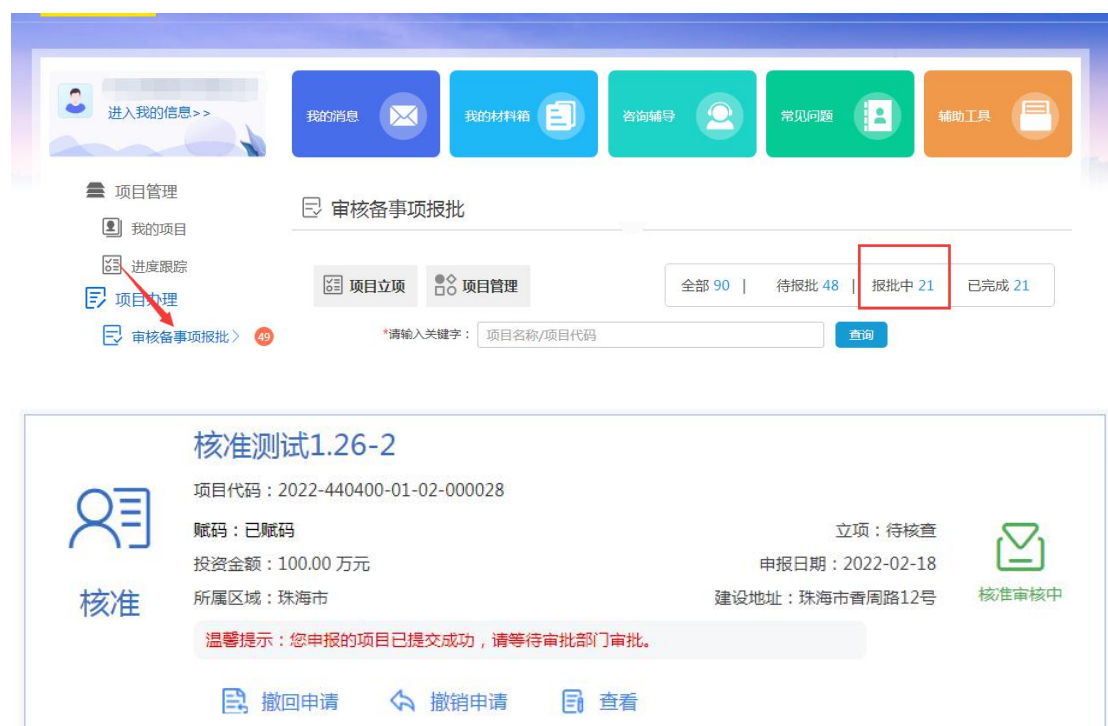 进入我的信息>>
我的消息
我的材料箱
咨询辅导
常见问题
辅助工具
项目管理
我的项目
进度跟踪
项目办理
审核备事项报批〉 49
审核备事项报批
项目立项 项目管理
全部 90 | 待报批 48 | 报批中 21 已完成 21
*请输入关键字： 项目名称/项目代码 查询
核准测试1.26-2
项目代码：2022-440400-01-02-000028
赋码：已赋码 立项：待核查
投资金额：100.00 万元 申报日期：2022-02-18
所属区域：珠海市 建设地址：珠海市香周路12号
核准
核准审核中
温馨提示：您申报的项目已提交成功，请等待审批部门审批。
撤回申请 撤销申请 查看